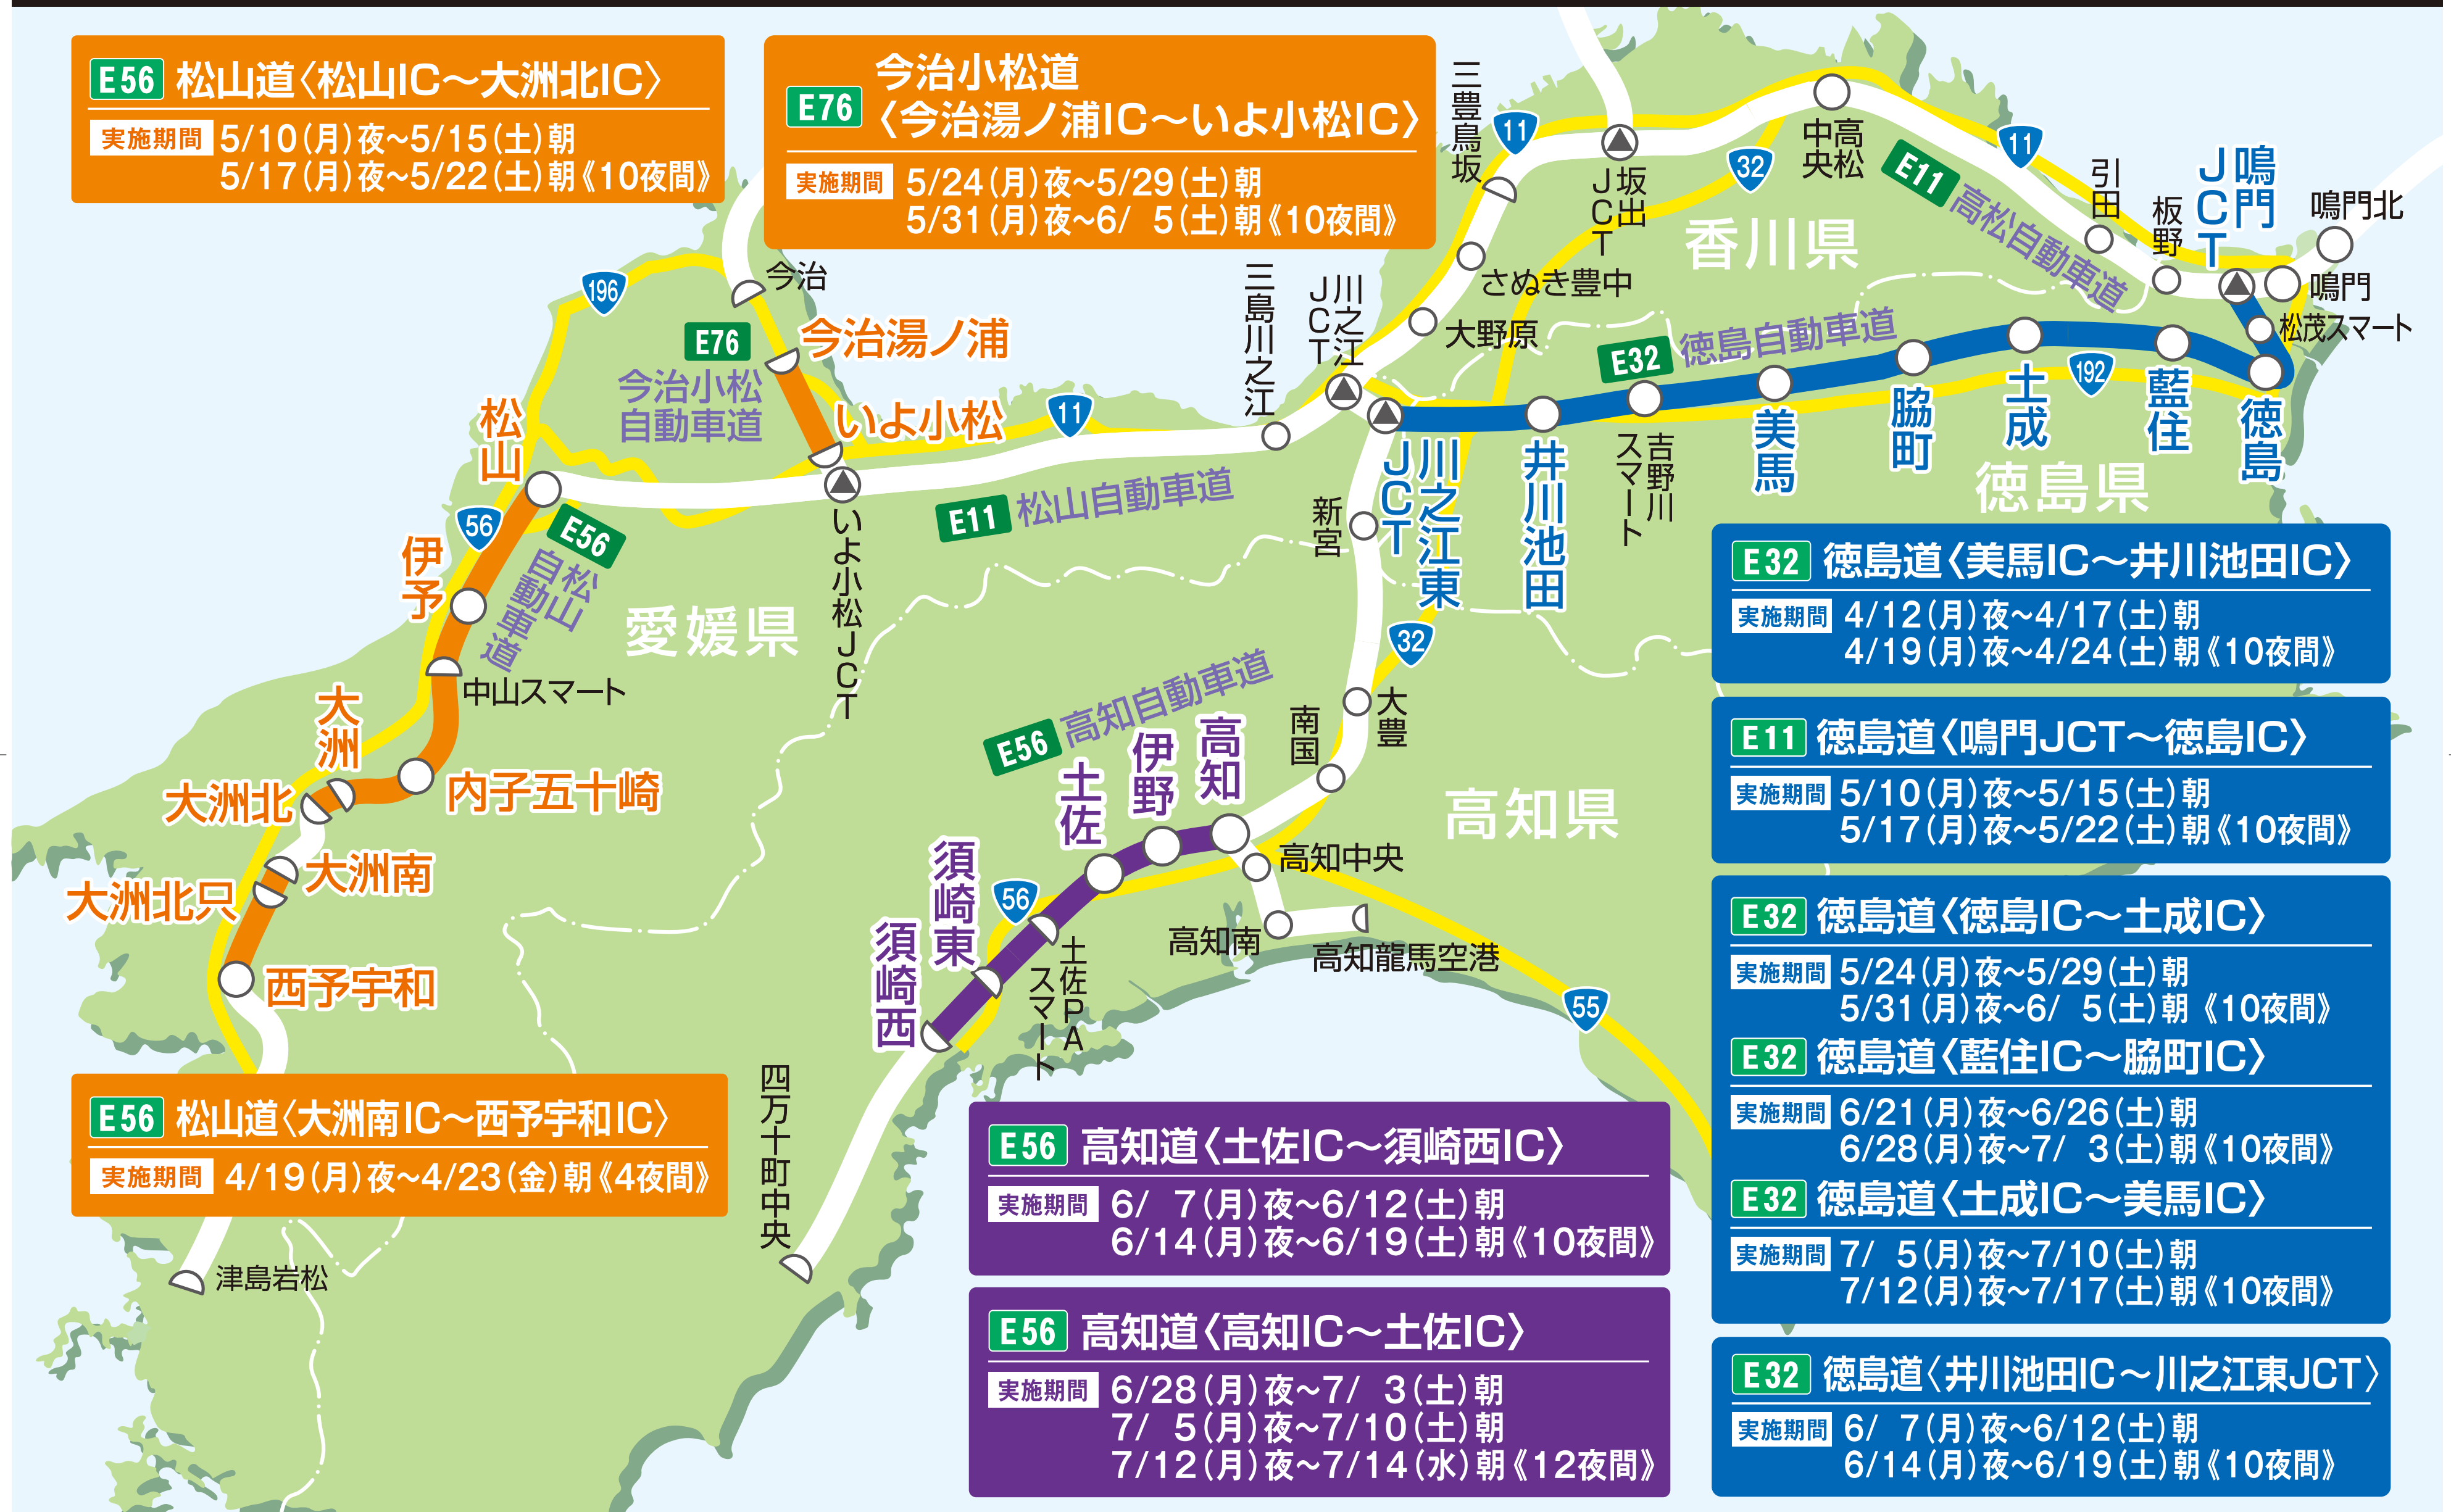 E56 松山道〈松山IC～大洲北IC〉
実施期間 5/10(月)夜～5/15(土)朝
5/17(月)夜～5/22(土)朝《10夜間》
E76 今治小松道
〈今治湯ノ浦IC～いよ小松IC〉
実施期間 5/24(月)夜～5/29(土)朝
5/31(月)夜～6/ 5(土)朝《10夜間》
三豊鳥坂
11
坂出JCT
32
高松中央
E11 高松自動車道
11
引田
板野
鳴門JCT
鳴門北
鳴門
松茂スマート
香川県
さぬき豊中
大野原
川之江JCT
三島川之江
196
今治
E76
今治小松
自動車道
今治湯ノ浦
いよ小松
11
松山
E11 松山自動車道
いよ小松JCT
56
E56
松山自動車道
伊予
愛媛県
中山スマート
大洲
大洲北
内子五十崎
大洲南
大洲北只
西予宇和
E32 徳島自動車道
川之江東JCT
井川池田
吉野川スマート
美馬
脇町
土成
192
藍住
徳島
徳島県
新宮
32
大豊
南国
E56 高知自動車道
高知
伊野
土佐
高知県
高知中央
高知南
高知龍馬空港
55
56
須崎東
須崎西
土佐PAスマート
四万十町中央
津島岩松
E56 松山道〈大洲南IC～西予宇和IC〉
実施期間 4/19(月)夜～4/23(金)朝《4夜間》
E56 高知道〈土佐IC～須崎西IC〉
実施期間 6/ 7(月)夜～6/12(土)朝
6/14(月)夜～6/19(土)朝《10夜間》
E56 高知道〈高知IC～土佐IC〉
実施期間 6/28(月)夜～7/ 3(土)朝
7/ 5(月)夜～7/10(土)朝
7/12(月)夜～7/14(水)朝《12夜間》
E32 徳島道〈美馬IC～井川池田IC〉
実施期間 4/12(月)夜～4/17(土)朝
4/19(月)夜～4/24(土)朝《10夜間》
E11 徳島道〈鳴門JCT～徳島IC〉
実施期間 5/10(月)夜～5/15(土)朝
5/17(月)夜～5/22(土)朝《10夜間》
E32 徳島道〈徳島IC～土成IC〉
実施期間 5/24(月)夜～5/29(土)朝
5/31(月)夜～6/ 5(土)朝《10夜間》
E32 徳島道〈藍住IC～脇町IC〉
実施期間 6/21(月)夜～6/26(土)朝
6/28(月)夜～7/ 3(土)朝《10夜間》
E32 徳島道〈土成IC～美馬IC〉
実施期間 7/ 5(月)夜～7/10(土)朝
7/12(月)夜～7/17(土)朝《10夜間》
E32 徳島道〈井川池田IC～川之江東JCT〉
実施期間 6/ 7(月)夜～6/12(土)朝
6/14(月)夜～6/19(土)朝《10夜間》